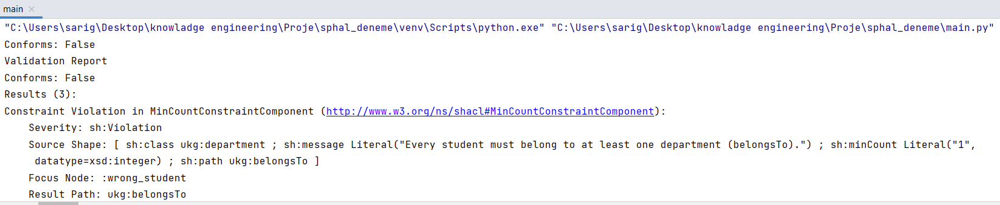 main
"C:\Users\sarig\Desktop\knowladge engineering\Proje\sphal_deneme\venv\Scripts\python.exe" "C:\Users\sarig\Desktop\knowladge engineering\Proje\sphal_deneme\main.py"
Conforms: False
Validation Report
Conforms: False
Results (3):
Constraint Violation in MinCountConstraintComponent (http://www.w3.org/ns/shacl#MinCountConstraintComponent):
Severity: sh:Violation
Source Shape: [ sh:class ukg:department ; sh:message Literal("Every student must belong to at least one department (belongsTo).") ; sh:minCount Literal("1",
datatype=xsd:integer) ; sh:path ukg:belongsTo ]
Focus Node: :wrong_student
Result Path: ukg:belongsTo